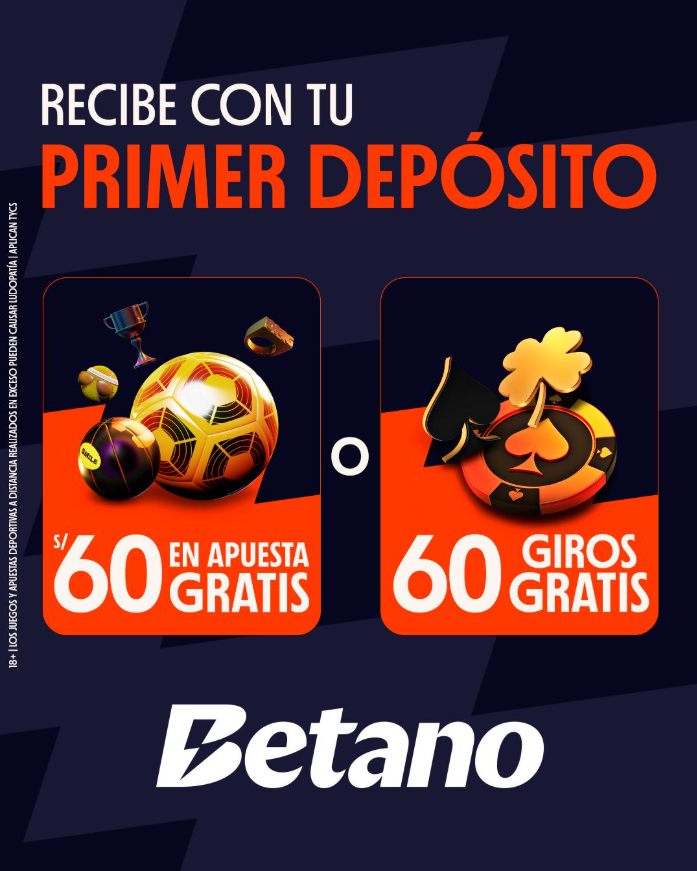 RECIBE CON TU
PRIMER DEPÓSITO
S/60 EN APUESTA
GRATIS
O
60 GIROS
GRATIS
Betano
18+ | LOS JUEGOS Y APUESTAS DEPORTIVAS A DISTANCIA REALIZADOS EN EXCESO PUEDEN CAUSAR LUDOPATÍA | APLICAN TYCS